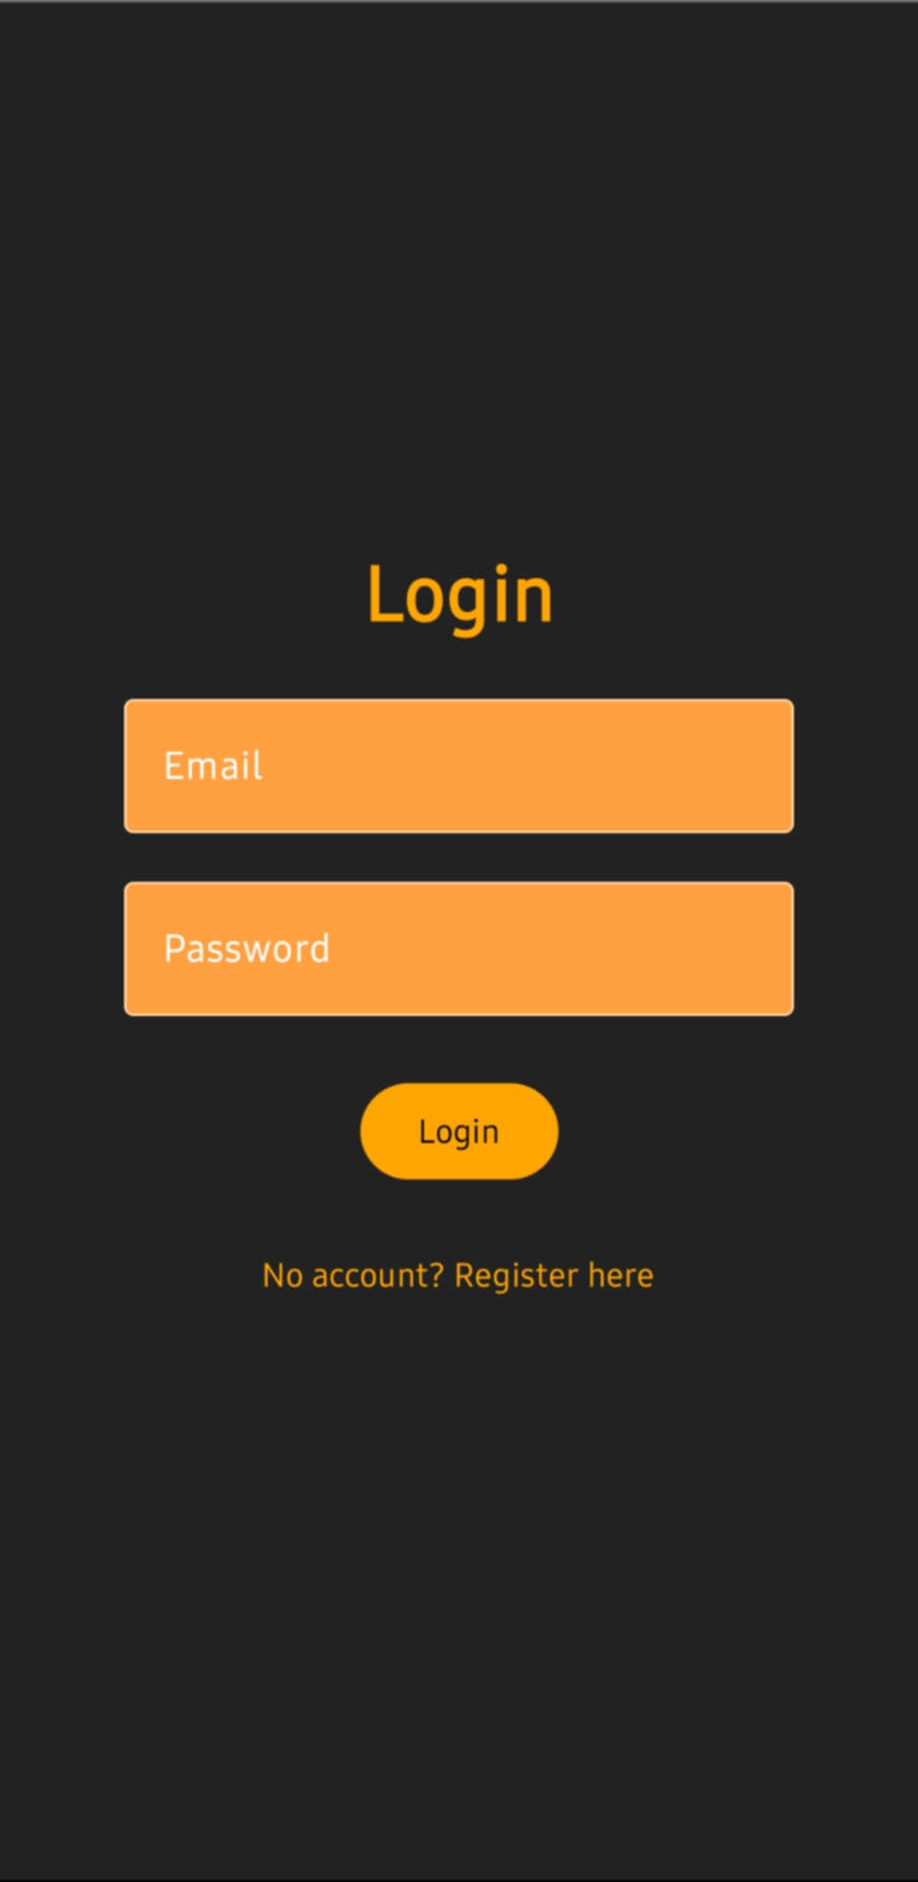 Login
Email
Password
Login
No account? Register here